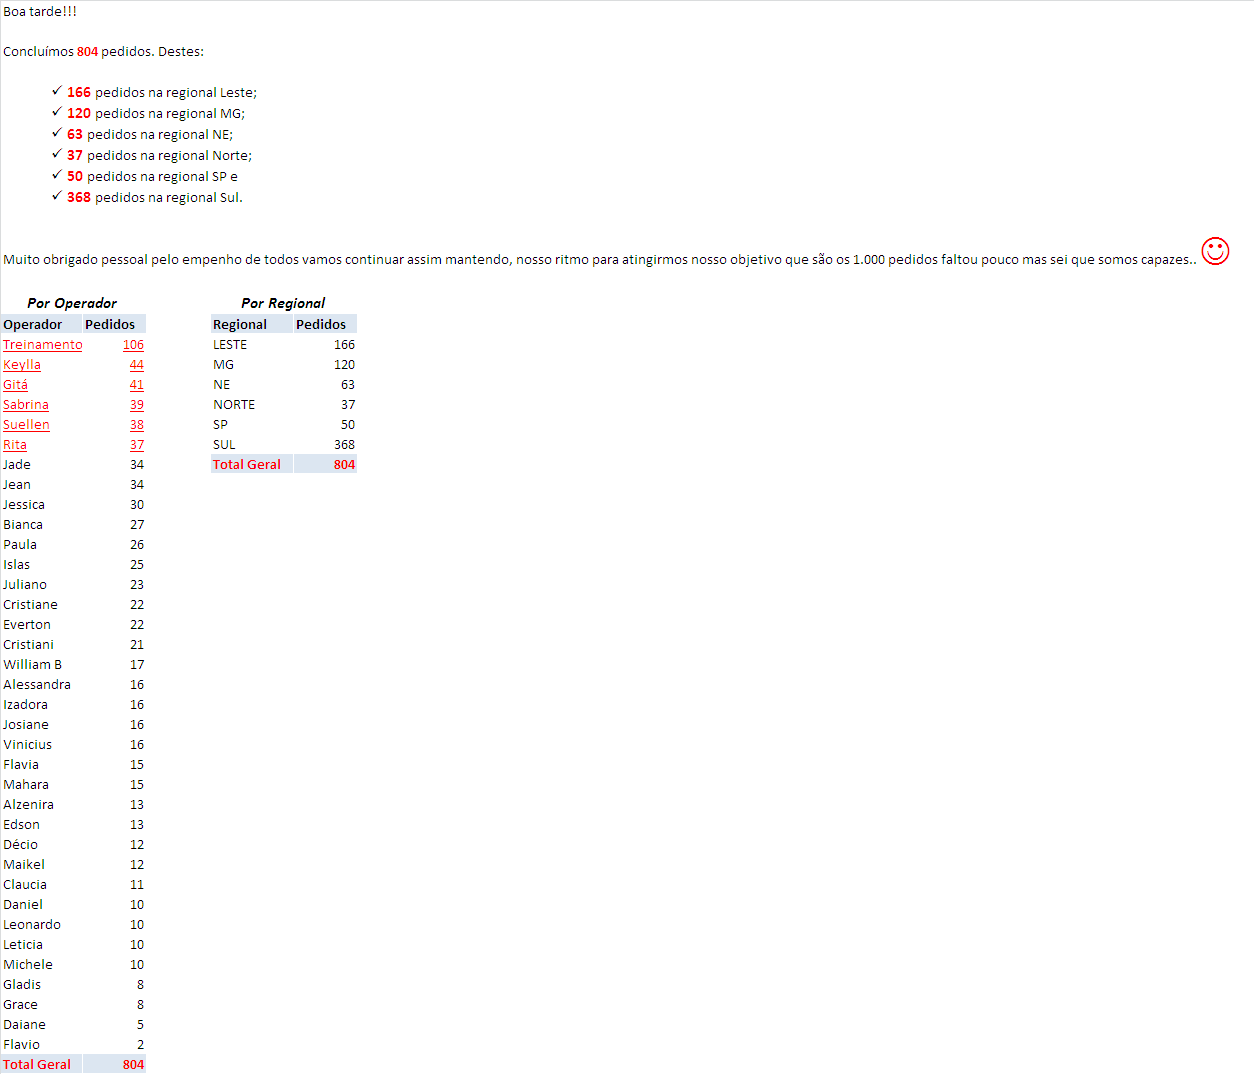 Boa tarde!!!
Concluímos 804 pedidos. Destes:
✓ 166 pedidos na regional Leste;
✓ 120 pedidos na regional MG;
✓ 63 pedidos na regional NE;
✓ 37 pedidos na regional Norte;
✓ 50 pedidos na regional SP e
✓ 368 pedidos na regional Sul.
Muito obrigado pessoal pelo empenho de todos vamos continuar assim mantendo, nosso ritmo para atingirmos nosso objetivo que são os 1.000 pedidos faltou pouco mas sei que somos capazes..
Por Operador
Operador Pedidos
Treinamento 106
Keylla 44
Gitá 41
Sabrina 39
Suellen 38
Rita 37
Jade 34
Jean 34
Jessica 30
Bianca 27
Paula 26
Islas 25
Juliano 23
Cristiane 22
Everton 22
Cristiani 21
William B 17
Alessandra 16
Izadora 16
Josiane 16
Vinicius 16
Flavia 15
Mahara 15
Alzenira 13
Edson 13
Décio 12
Maikel 12
Claucia 11
Daniel 10
Leonardo 10
Leticia 10
Michele 10
Gladis 8
Grace 8
Daiane 5
Flavio 2
Total Geral 804
Por Regional
Regional Pedidos
LESTE 166
MG 120
NE 63
NORTE 37
SP 50
SUL 368
Total Geral 804